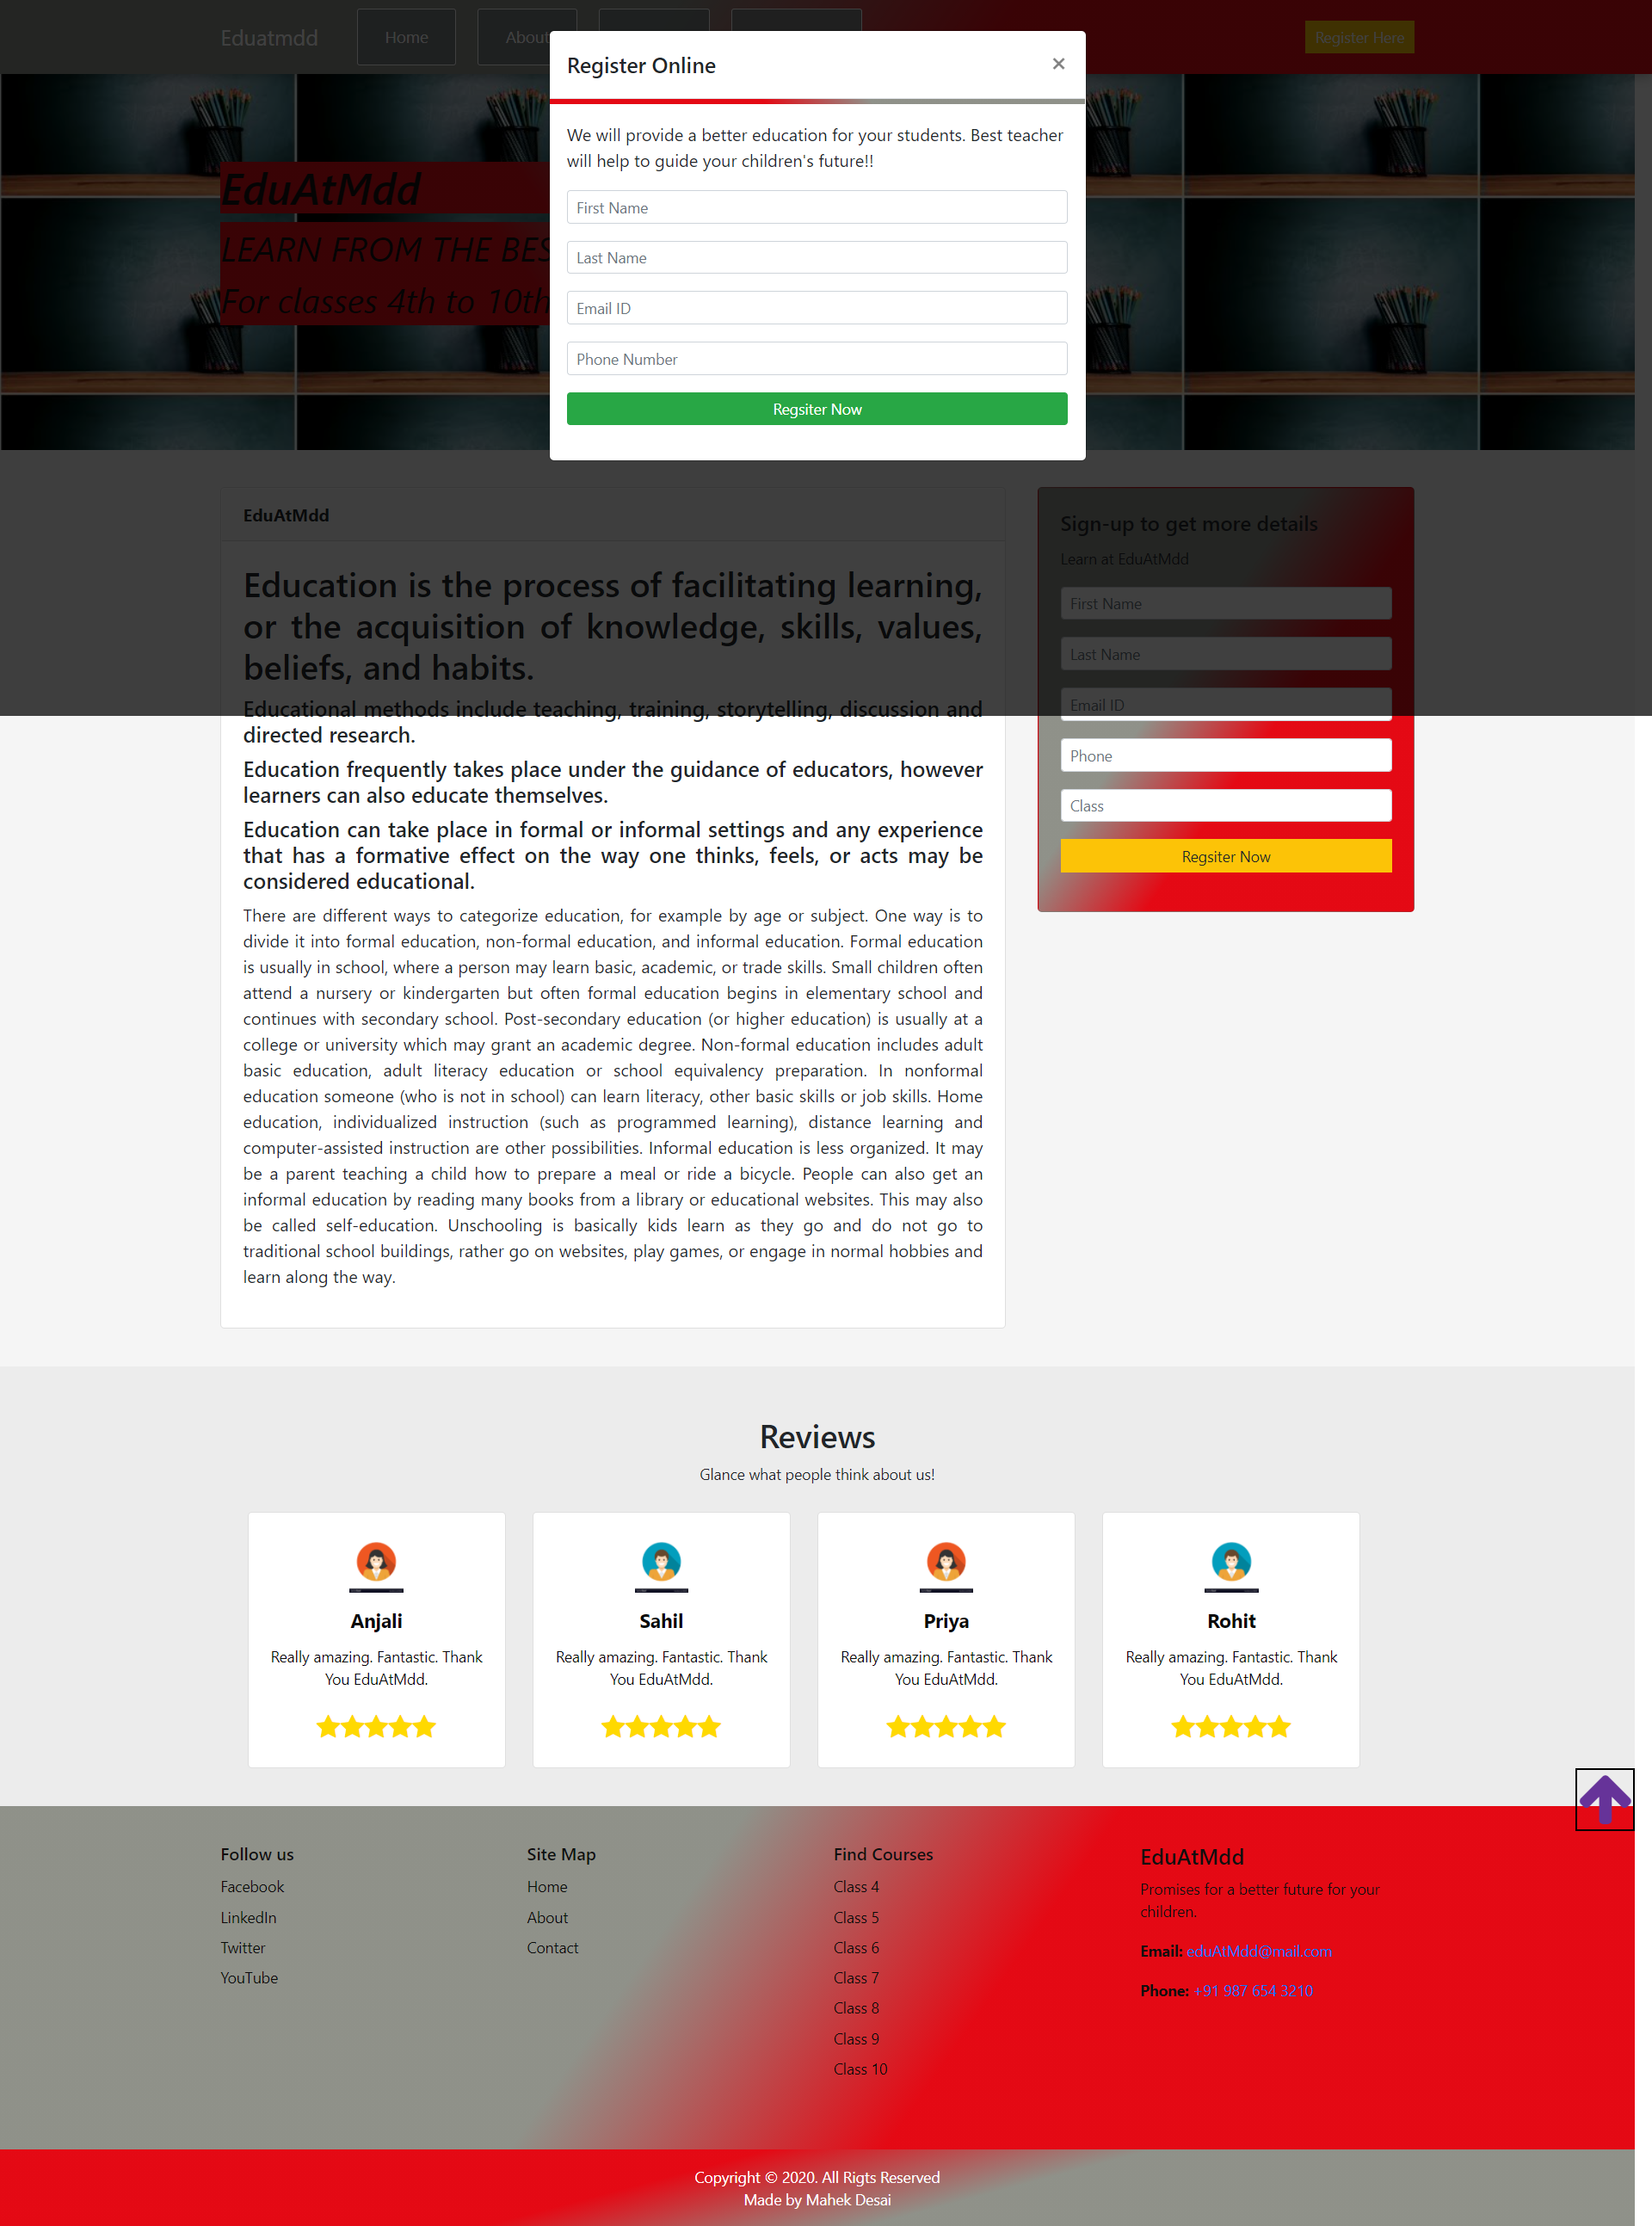 Eduatmdd
Home
About
Register Here
Register Online
×
We will provide a better education for your students. Best teacher
will help to guide your children's future!!
First Name
Last Name
Email ID
Phone Number
Regsiter Now
EduAtMdd
LEARN FROM THE BES
For classes 4th to 10th
EduAtMdd
Education is the process of facilitating learning,
or the acquisition of knowledge, skills, values,
beliefs, and habits.
Educational methods include teaching, training, storytelling, discussion and
directed research.
Education frequently takes place under the guidance of educators, however
learners can also educate themselves.
Education can take place in formal or informal settings and any experience
that has a formative effect on the way one thinks, feels, or acts may be
considered educational.
There are different ways to categorize education, for example by age or subject. One way is to
divide it into formal education, non-formal education, and informal education. Formal education
is usually in school, where a person may learn basic, academic, or trade skills. Small children often
attend a nursery or kindergarten but often formal education begins in elementary school and
continues with secondary school. Post-secondary education (or higher education) is usually at a
college or university which may grant an academic degree. Non-formal education includes adult
basic education, adult literacy education or school equivalency preparation. In nonformal
education someone (who is not in school) can learn literacy, other basic skills or job skills. Home
education, individualized instruction (such as programmed learning), distance learning and
computer-assisted instruction are other possibilities. Informal education is less organized. It may
be a parent teaching a child how to prepare a meal or ride a bicycle. People can also get an
informal education by reading many books from a library or educational websites. This may also
be called self-education. Unschooling is basically kids learn as they go and do not go to
traditional school buildings, rather go on websites, play games, or engage in normal hobbies and
learn along the way.
Sign-up to get more details
Learn at EduAtMdd
First Name
Last Name
Email ID
Phone
Class
Regsiter Now
Reviews
Glance what people think about us!
Anjali
Really amazing. Fantastic. Thank
You EduAtMdd.
Sahil
Really amazing. Fantastic. Thank
You EduAtMdd.
Priya
Really amazing. Fantastic. Thank
You EduAtMdd.
Rohit
Really amazing. Fantastic. Thank
You EduAtMdd.
Follow us
Facebook
LinkedIn
Twitter
YouTube
Site Map
Home
About
Contact
Find Courses
Class 4
Class 5
Class 6
Class 7
Class 8
Class 9
Class 10
EduAtMdd
Promises for a better future for your
children.
Email: eduAtMdd@mail.com
Phone: +91 987 654 3210
Copyright © 2020. All Rigts Reserved
Made by Mahek Desai